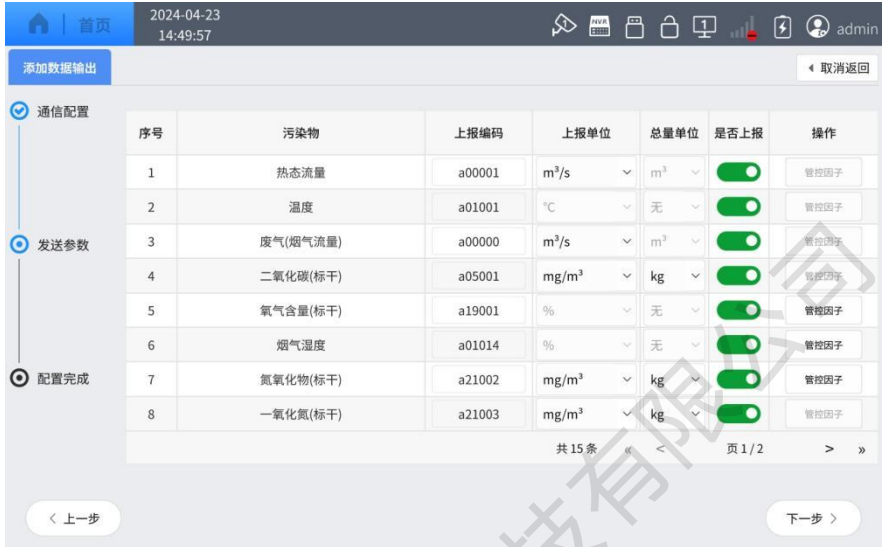 首页 2024-04-23 NVR 1 admin
14:49:57
添加数据输出 取消返回
通信配置
序号 污染物 上报编码 上报单位 总量单位 是否上报 操作
1 热态流量 a00001 m³/s m³ 管控因子
2 温度 a01001 ℃ 无 管控因子
发送参数
3 废气(烟气流量) a00000 m³/s m³ 管控因子
4 二氧化碳(标干) a05001 mg/m³ kg 管控因子
5 氧气含量(标干) a19001 % 无 管控因子
6 烟气湿度 a01014 % 无 管控因子
配置完成
7 氮氧化物(标干) a21002 mg/m³ kg 管控因子
8 一氧化氮(标干) a21003 mg/m³ kg 管控因子
共 15 条 « < 页 1 / 2 > »
< 上一步 下一步 >
技有限公司